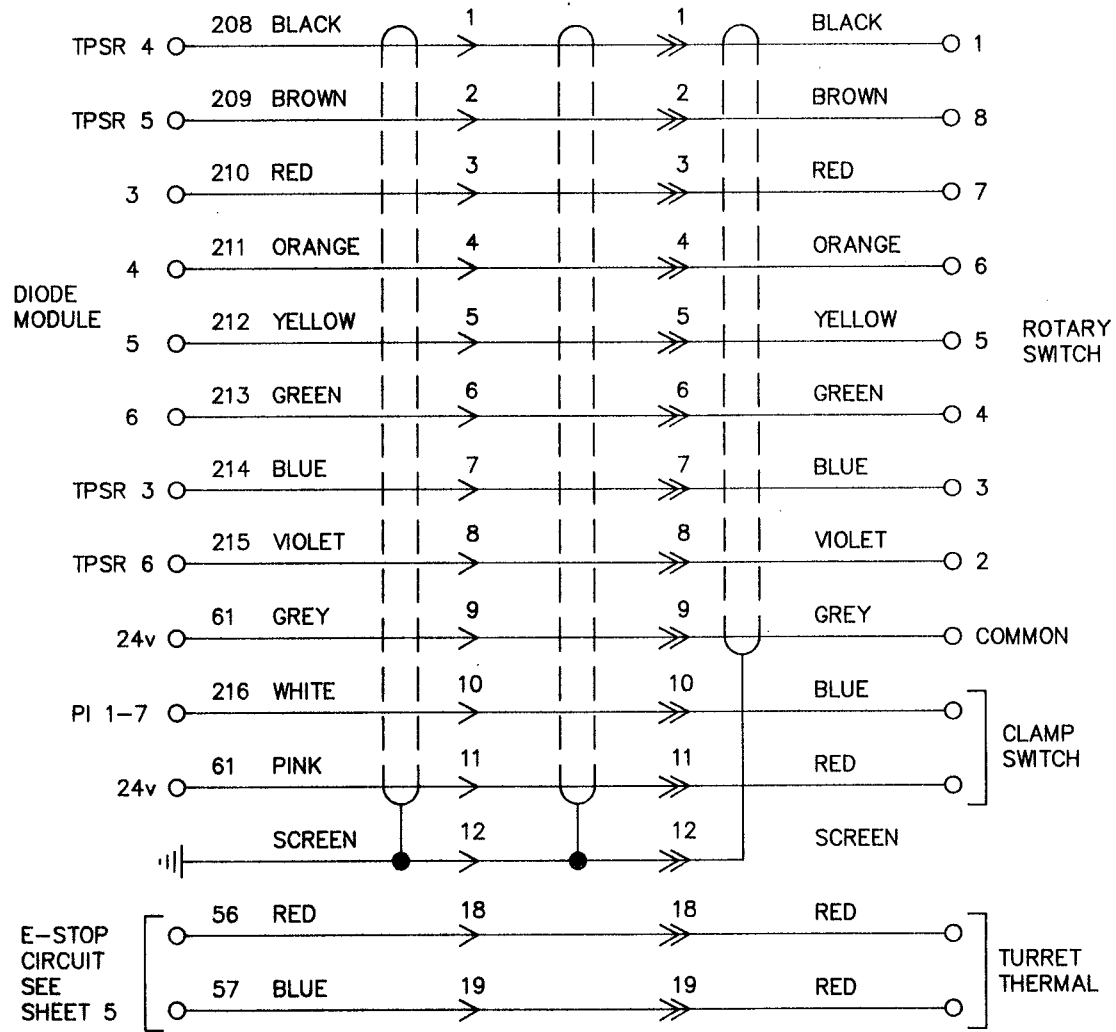 208 BLACK 1 1 BLACK
TPSR 4 1
209 BROWN 2 2 BROWN
TPSR 5 8
210 RED 3 3 RED
3 7
211 ORANGE 4 4 ORANGE
4 6
DIODE
MODULE
212 YELLOW 5 5 YELLOW
5 5
ROTARY
SWITCH
213 GREEN 6 6 GREEN
6 4
214 BLUE 7 7 BLUE
TPSR 3 3
215 VIOLET 8 8 VIOLET
TPSR 6 2
61 GREY 9 9 GREY
24v COMMON
216 WHITE 10 10 BLUE
PI 1-7
CLAMP
SWITCH
61 PINK 11 11 RED
24v
SCREEN 12 12 SCREEN
56 RED 18 18 RED
E-STOP
CIRCUIT
SEE
SHEET 5
TURRET
THERMAL
57 BLUE 19 19 RED